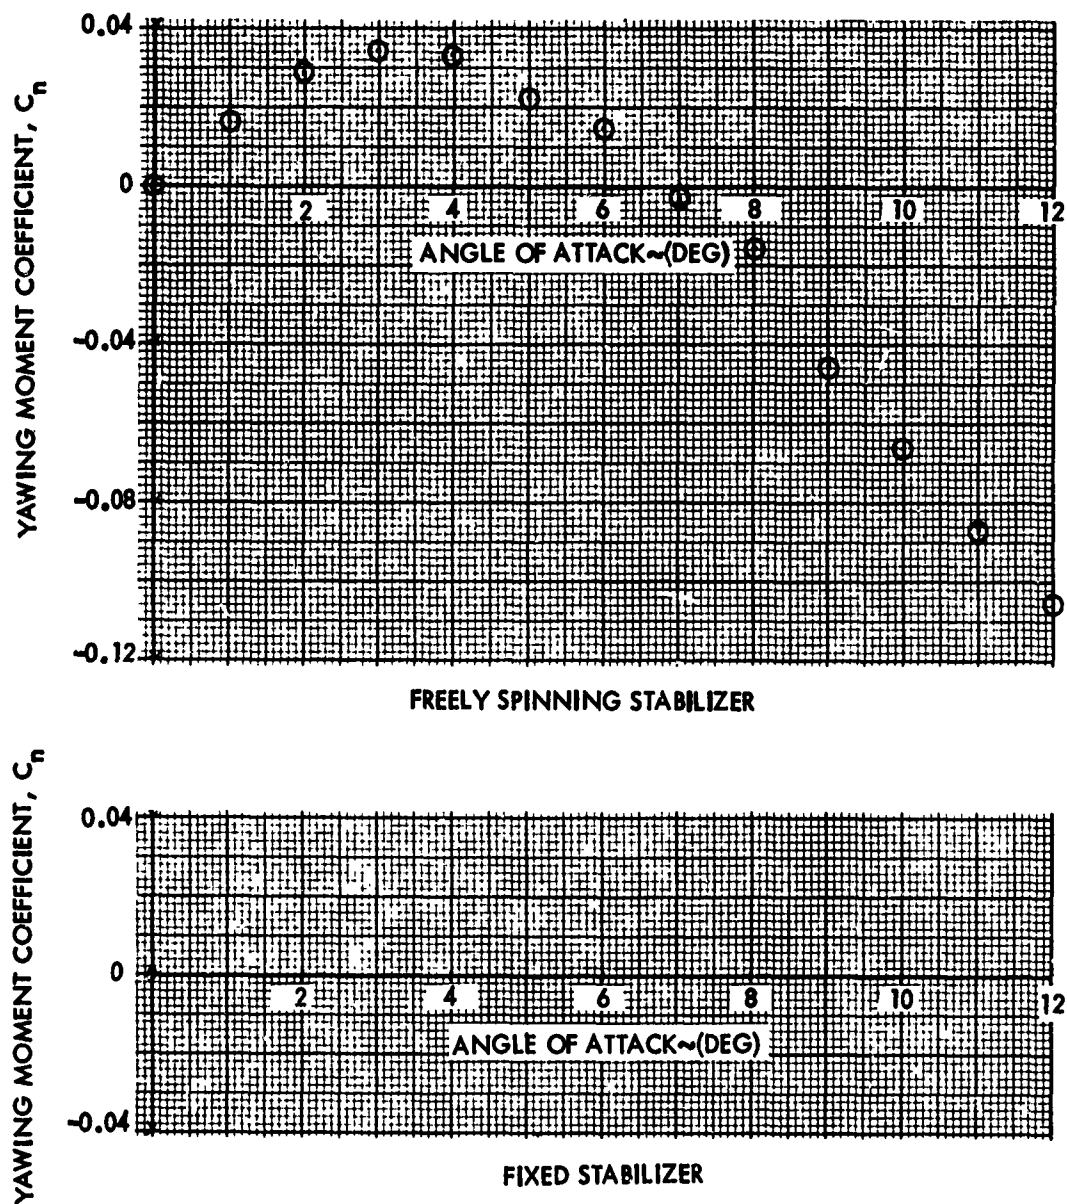 YAWING MOMENT COEFFICIENT, Cn
0.04
0
-0.04
-0.08
-0.12
2 4 6 8 10 12
ANGLE OF ATTACK~(DEG)
FREELY SPINNING STABILIZER
YAWING MOMENT COEFFICIENT, Cn
0.04
0
-0.04
2 4 6 8 10 12
ANGLE OF ATTACK~(DEG)
FIXED STABILIZER